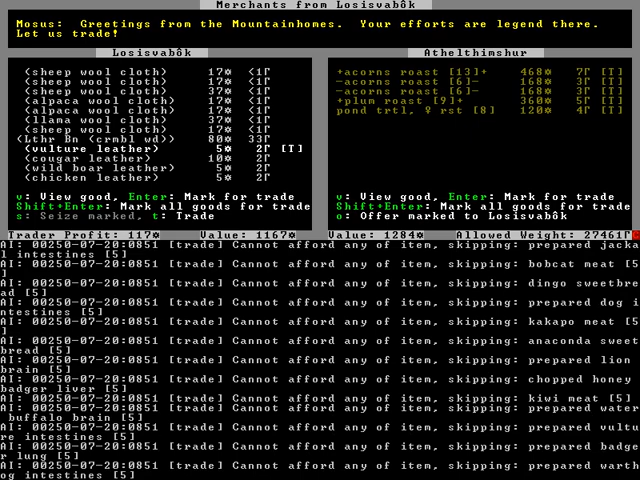 Merchants from Losisvabôk
Mosus:  Greetings from the Mountainhomes.  Your efforts are legend there.
Let us trade!
Losisvabôk
Athelthimshur
(sheep wool cloth) 17☼ <1Γ
(sheep wool cloth) 17☼ <1Γ
(sheep wool cloth) 37☼ <1Γ
(alpaca wool cloth) 17☼ <1Γ
(alpaca wool cloth) 17☼ <1Γ
(llama wool cloth) 37☼ <1Γ
(sheep wool cloth) 17☼ <1Γ
(Lthr Bn (crmbl wd)) 80☼ 33Γ
(vulture leather) 5☼ 2Γ [T]
(cougar leather) 10☼ 2Γ
(wild boar leather) 5☼ 2Γ
(chicken leather) 5☼ 2Γ
+acorns roast [13]+ 468☼ 7Γ [T]
-acorns roast [6]- 168☼ 3Γ [T]
-acorns roast [6]- 168☼ 3Γ [T]
+plum roast [9]+ 360☼ 5Γ [T]
pond trtl, ♀ rst [8] 120☼ 4Γ [T]
v: View good, Enter: Mark for trade
Shift+Enter: Mark all goods for trade
s: Seize marked, t: Trade
v: View good, Enter: Mark for trade
Shift+Enter: Mark all goods for trade
o: Offer marked to Losisvabôk
Trader Profit: 117☼ Value: 1167☼ Value: 1284☼ Allowed Weight: 27461Γ
AI: 00250-07-20:0851 [trade] Cannot afford any of item, skipping: prepared jacka
l intestines [5]
AI: 00250-07-20:0851 [trade] Cannot afford any of item, skipping: bobcat meat [5
]
AI: 00250-07-20:0851 [trade] Cannot afford any of item, skipping: dingo sweetbre
ad [5]
AI: 00250-07-20:0851 [trade] Cannot afford any of item, skipping: prepared dog i
ntestines [5]
AI: 00250-07-20:0851 [trade] Cannot afford any of item, skipping: kakapo meat [5
]
AI: 00250-07-20:0851 [trade] Cannot afford any of item, skipping: anaconda sweet
bread [5]
AI: 00250-07-20:0851 [trade] Cannot afford any of item, skipping: prepared lion
brain [5]
AI: 00250-07-20:0851 [trade] Cannot afford any of item, skipping: chopped honey
badger liver [5]
AI: 00250-07-20:0851 [trade] Cannot afford any of item, skipping: kiwi meat [5]
AI: 00250-07-20:0851 [trade] Cannot afford any of item, skipping: prepared water
 buffalo brain [5]
AI: 00250-07-20:0851 [trade] Cannot afford any of item, skipping: prepared vultu
re intestines [5]
AI: 00250-07-20:0851 [trade] Cannot afford any of item, skipping: prepared badge
r lung [5]
AI: 00250-07-20:0851 [trade] Cannot afford any of item, skipping: prepared warth
og intestines [5]